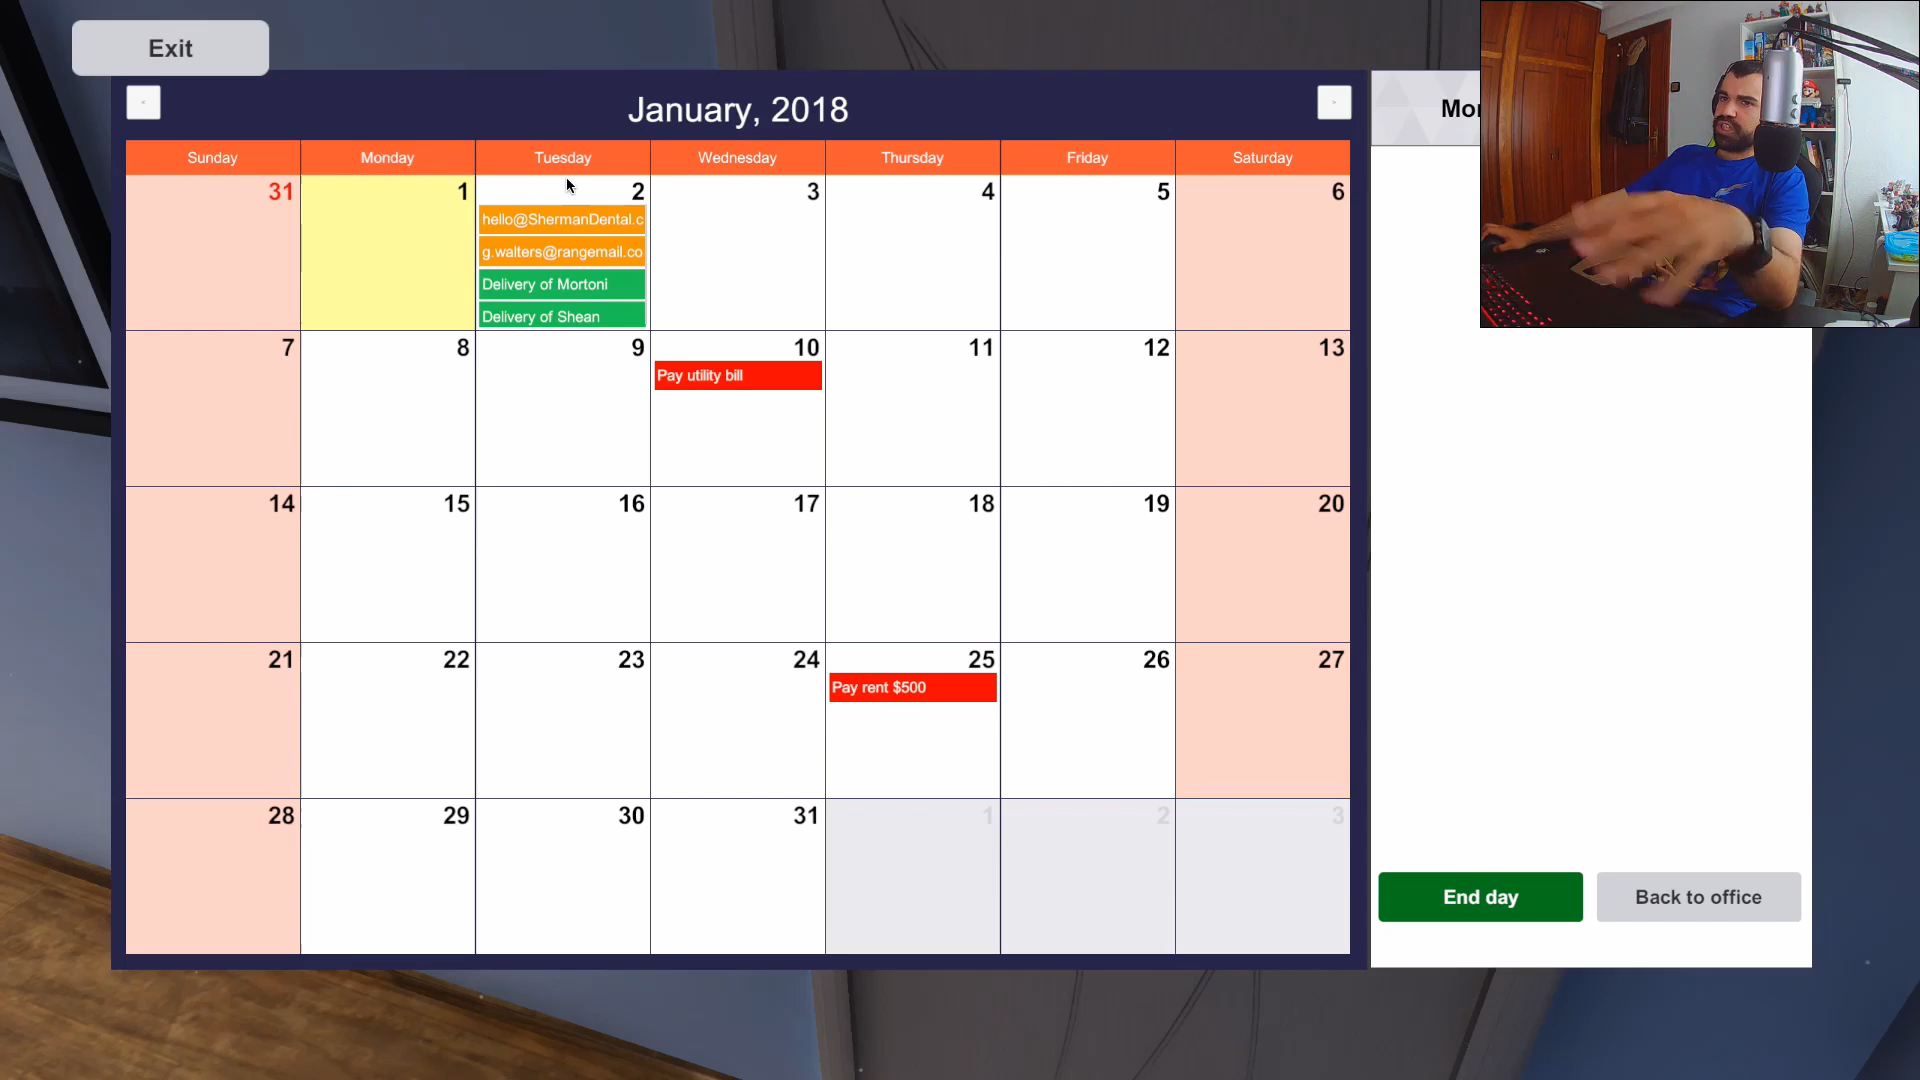 Exit
January, 2018
Sunday Monday Tuesday Wednesday Thursday Friday Saturday
31 1 2 3 4 5 6
hello@ShermanDental.c
g.walters@rangemail.co
Delivery of Mortoni
Delivery of Shean
7 8 9 10 11 12 13
Pay utility bill
14 15 16 17 18 19 20
21 22 23 24 25 26 27
Pay rent $500
28 29 30 31 1 2 3
Mon
End day
Back to office